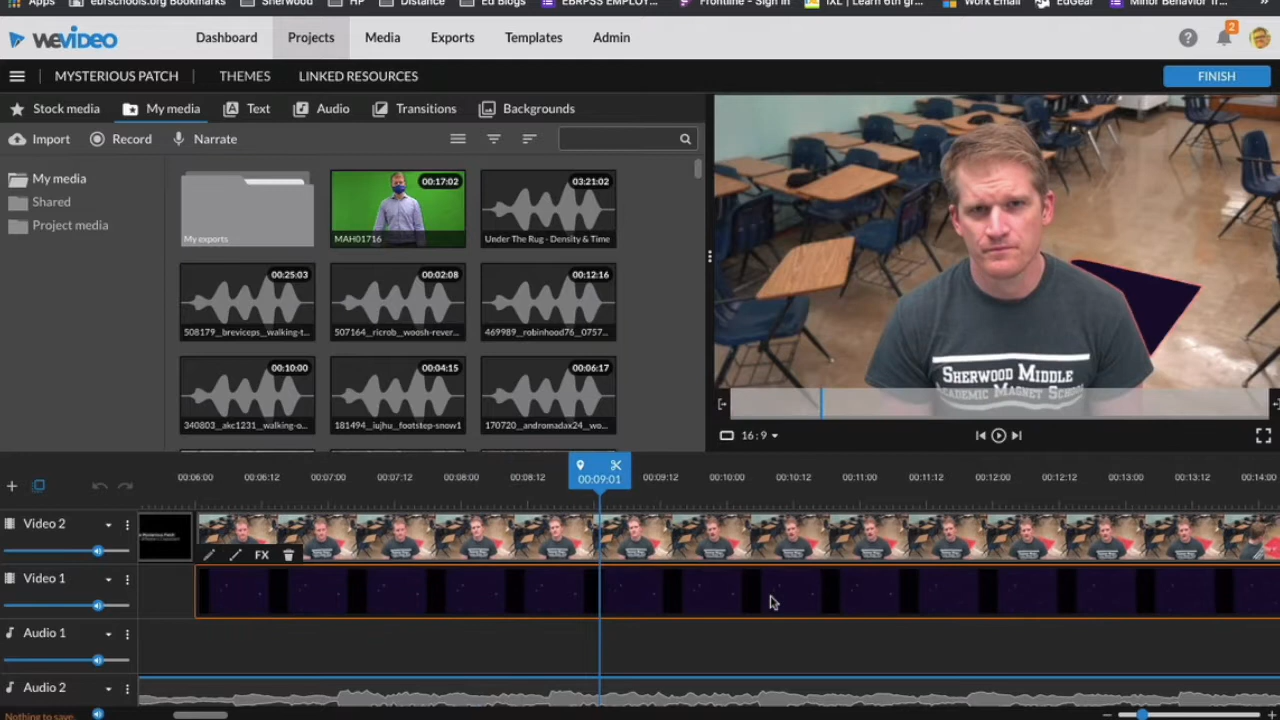 Apps ebrschools.org Bookmarks Sherwood HP Distance Ed Blogs EBRPSS EMPLOY... Frontline - Sign In IXL | Learn 6th gr... Work Email EdGear Minor Behavior Tr... »
wevideo Dashboard Projects Media Exports Templates Admin 2
MYSTERIOUS PATCH THEMES LINKED RESOURCES FINISH
Stock media My media Text Audio Transitions Backgrounds
Import Record Narrate
My media
Shared
Project media
My exports
00:17:02
MAH01716
03:21:02
Under The Rug - Density & Time
00:25:03
508179__breviceps__walking-t...
00:02:08
507164__ricrob__woosh-rever...
00:12:16
469989__robinhood76__0757...
00:10:00
340803__akc1231__walking-o...
00:04:15
181494__iujhu__footstep-snow1
00:06:17
170720__andromadax24__wo...
SHERWOOD MIDDLE
ACADEMIC MAGNET SCHOOL
16:9
00:06:00 00:06:12 00:07:00 00:07:12 00:08:00 00:08:12 00:09:01 00:09:12 00:10:00 00:10:12 00:11:00 00:11:12 00:12:00 00:12:12 00:13:00 00:13:12 00:14:00
Video 2
FX
Video 1
Audio 1
Audio 2
Nothing to save.